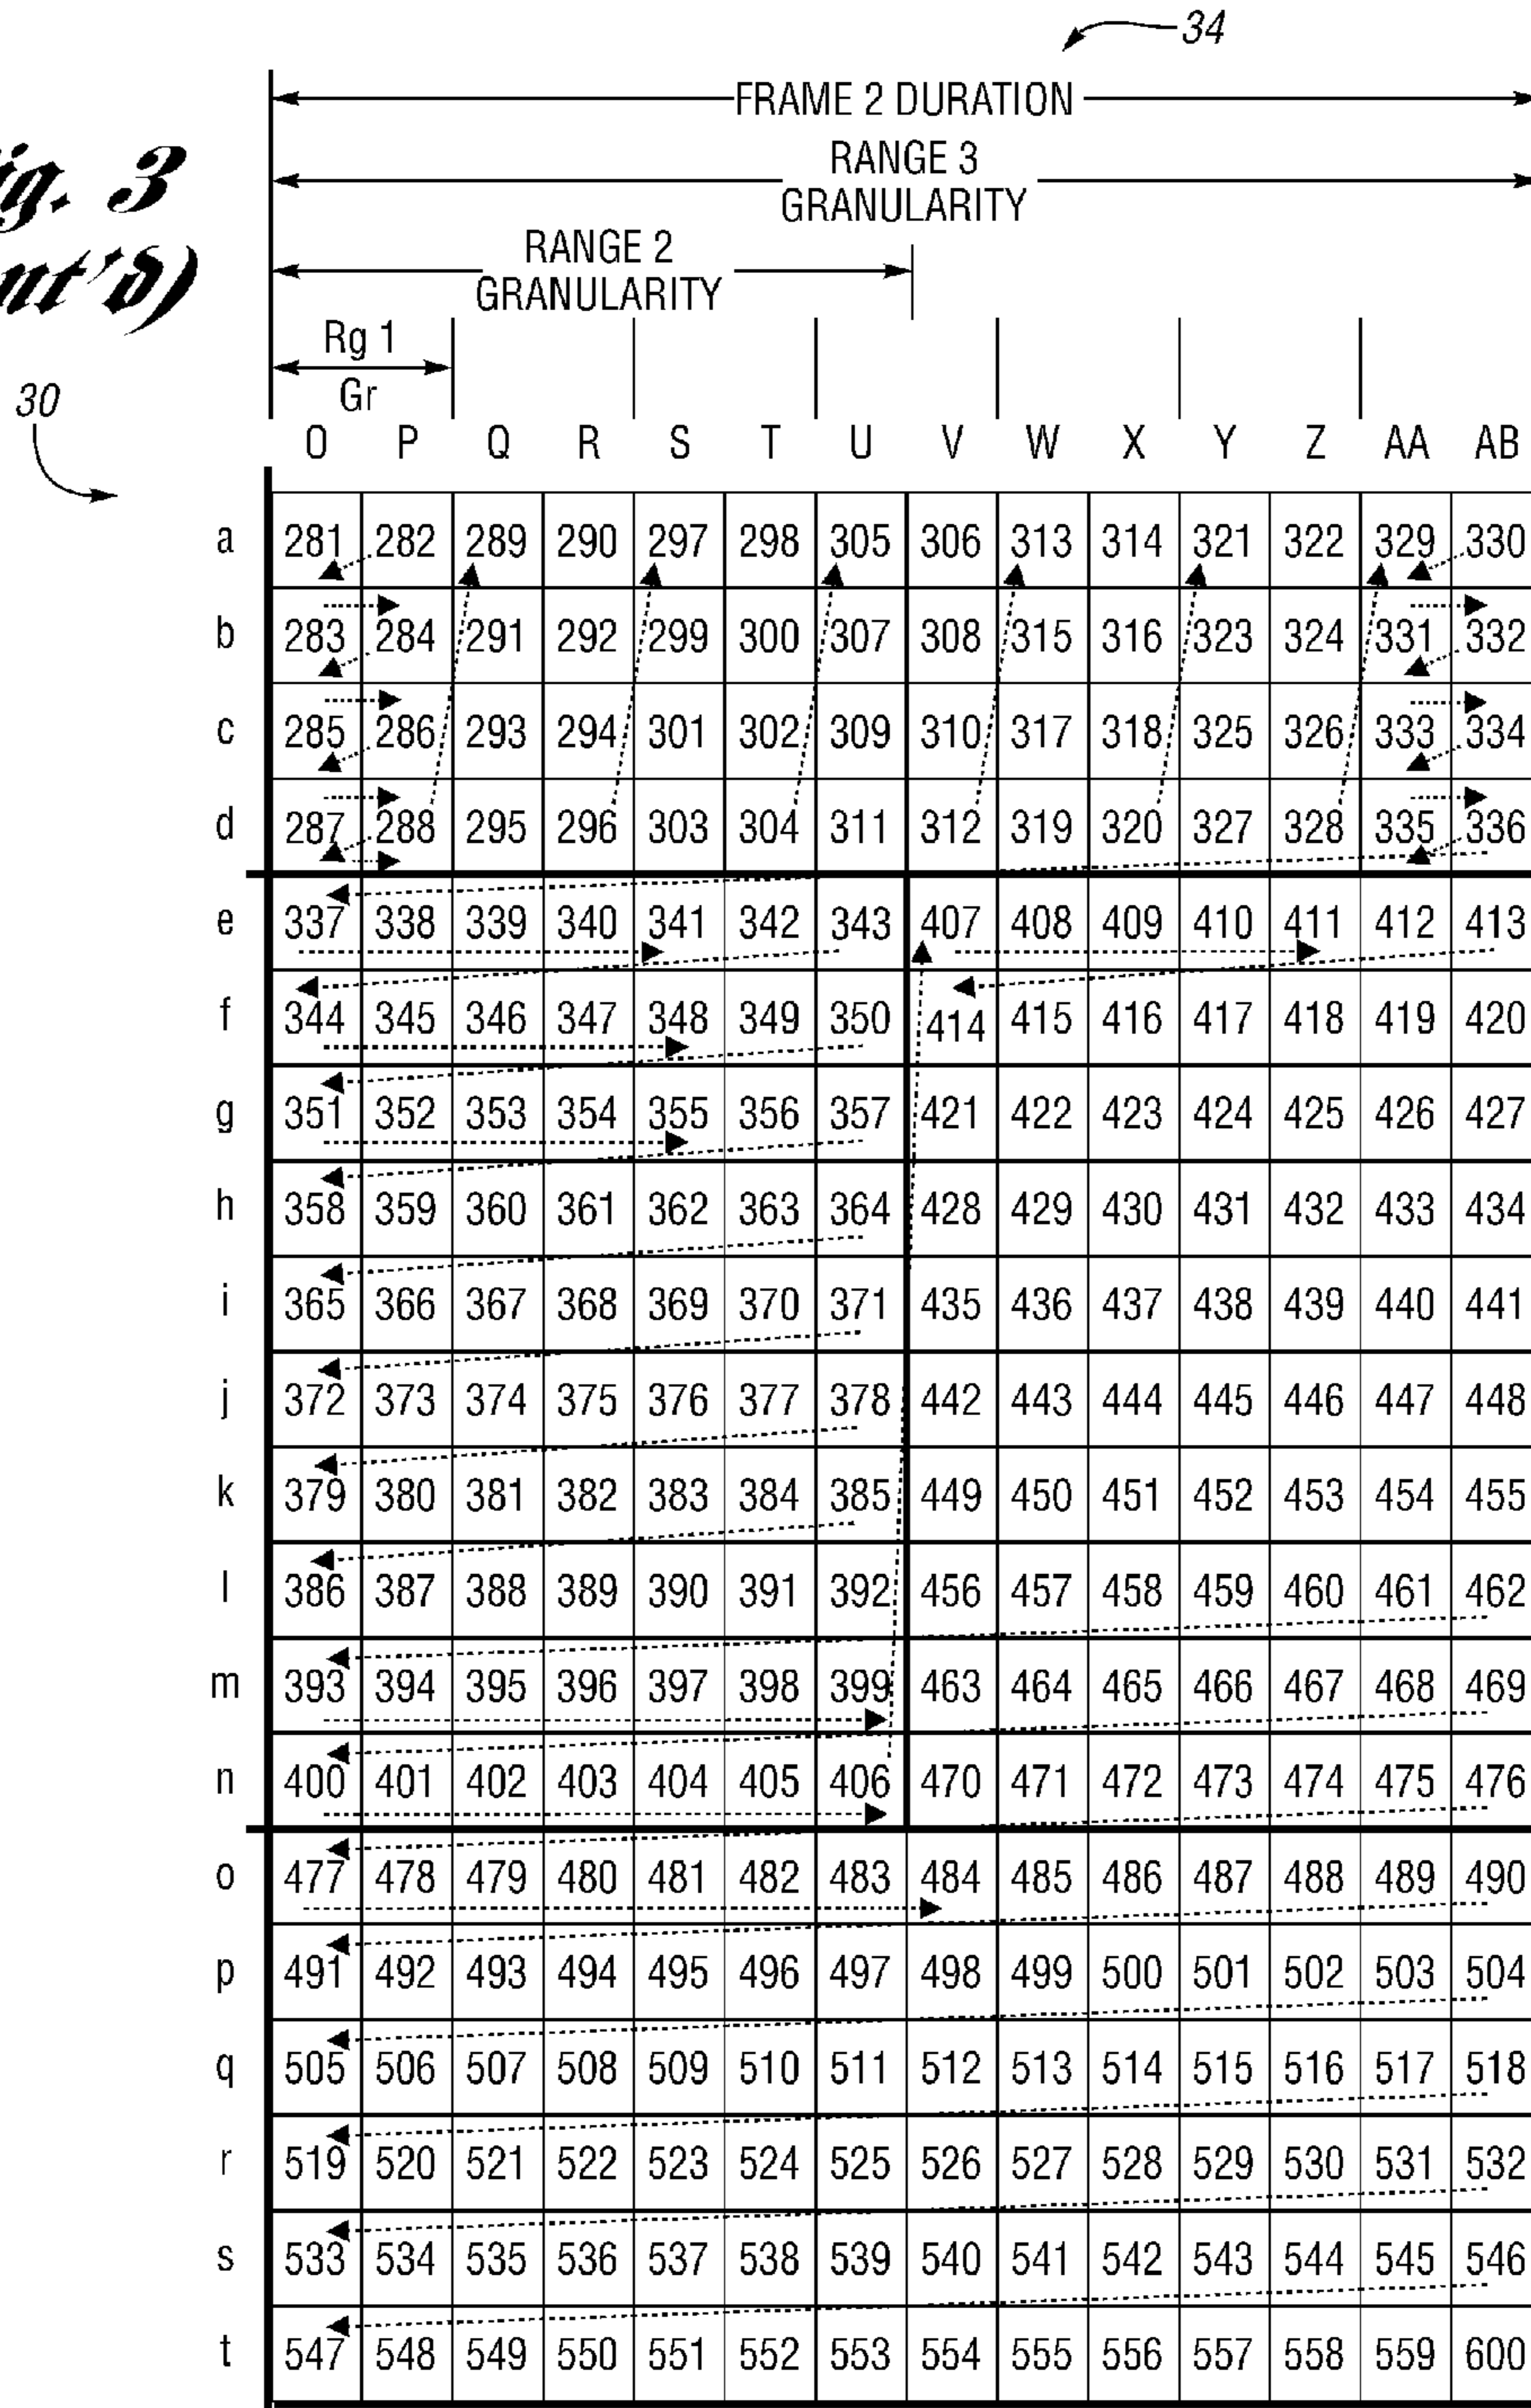 34
FRAME 2 DURATION
ig. 3
RANGE 3
GRANULARITY
nt'd)
RANGE 2
GRANULARITY
Rg 1
Gr
30
O P Q R S T U V W X Y Z AA AB
a 281 282 289 290 297 298 305 306 313 314 321 322 329 330
b 283 284 291 292 299 300 307 308 315 316 323 324 331 332
c 285 286 293 294 301 302 309 310 317 318 325 326 333 334
d 287 288 295 296 303 304 311 312 319 320 327 328 335 336
e 337 338 339 340 341 342 343 407 408 409 410 411 412 413
f 344 345 346 347 348 349 350 414 415 416 417 418 419 420
g 351 352 353 354 355 356 357 421 422 423 424 425 426 427
h 358 359 360 361 362 363 364 428 429 430 431 432 433 434
i 365 366 367 368 369 370 371 435 436 437 438 439 440 441
j 372 373 374 375 376 377 378 442 443 444 445 446 447 448
k 379 380 381 382 383 384 385 449 450 451 452 453 454 455
l 386 387 388 389 390 391 392 456 457 458 459 460 461 462
m 393 394 395 396 397 398 399 463 464 465 466 467 468 469
n 400 401 402 403 404 405 406 470 471 472 473 474 475 476
o 477 478 479 480 481 482 483 484 485 486 487 488 489 490
p 491 492 493 494 495 496 497 498 499 500 501 502 503 504
q 505 506 507 508 509 510 511 512 513 514 515 516 517 518
r 519 520 521 522 523 524 525 526 527 528 529 530 531 532
s 533 534 535 536 537 538 539 540 541 542 543 544 545 546
t 547 548 549 550 551 552 553 554 555 556 557 558 559 600